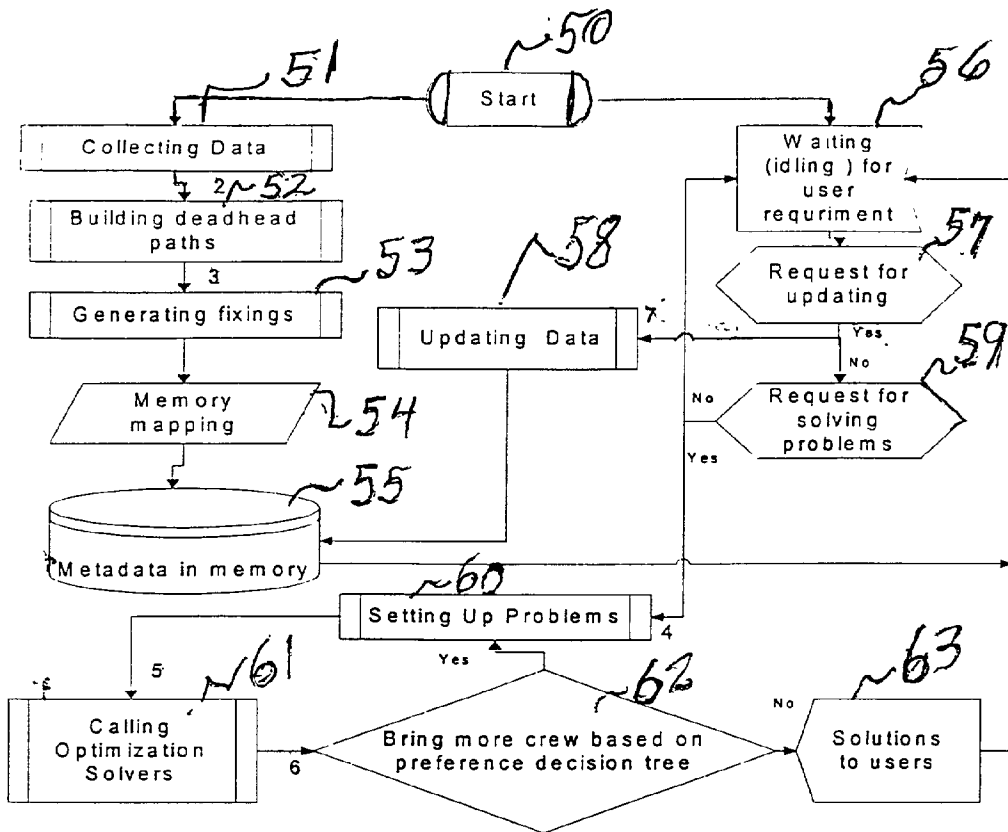 50
Start
51
Collecting Data
2
52
Building deadhead
paths
3
53
Generating fixings
Memory
mapping
54
55
Metadata in memory
56
Waiting
(idling ) for
user
requriment
57
Request for
updating
Yes
No
58
Updating Data
7
59
Request for
solving
problems
No
Yes
60
Setting Up Problems
4
5
Yes
61
Calling
Optimization
Solvers
6
62
Bring more crew based on
preference decision tree
No
63
Solutions
to users